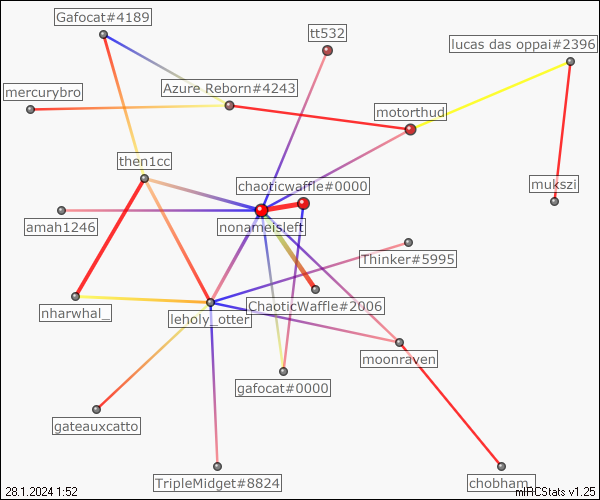 Gafocat#4189
tt532
lucas das oppai#2396
mercurybro
Azure Reborn#4243
motorthud
then1cc
chaoticwaffle#0000
mukszi
amah1246
nonameisleft
Thinker#5995
nharwhal_
leholy_otter
ChaoticWaffle#2006
moonraven
gafocat#0000
gateauxcatto
TripleMidget#8824
chobham_
28.1.2024 1:52
mIRCStats v1.25